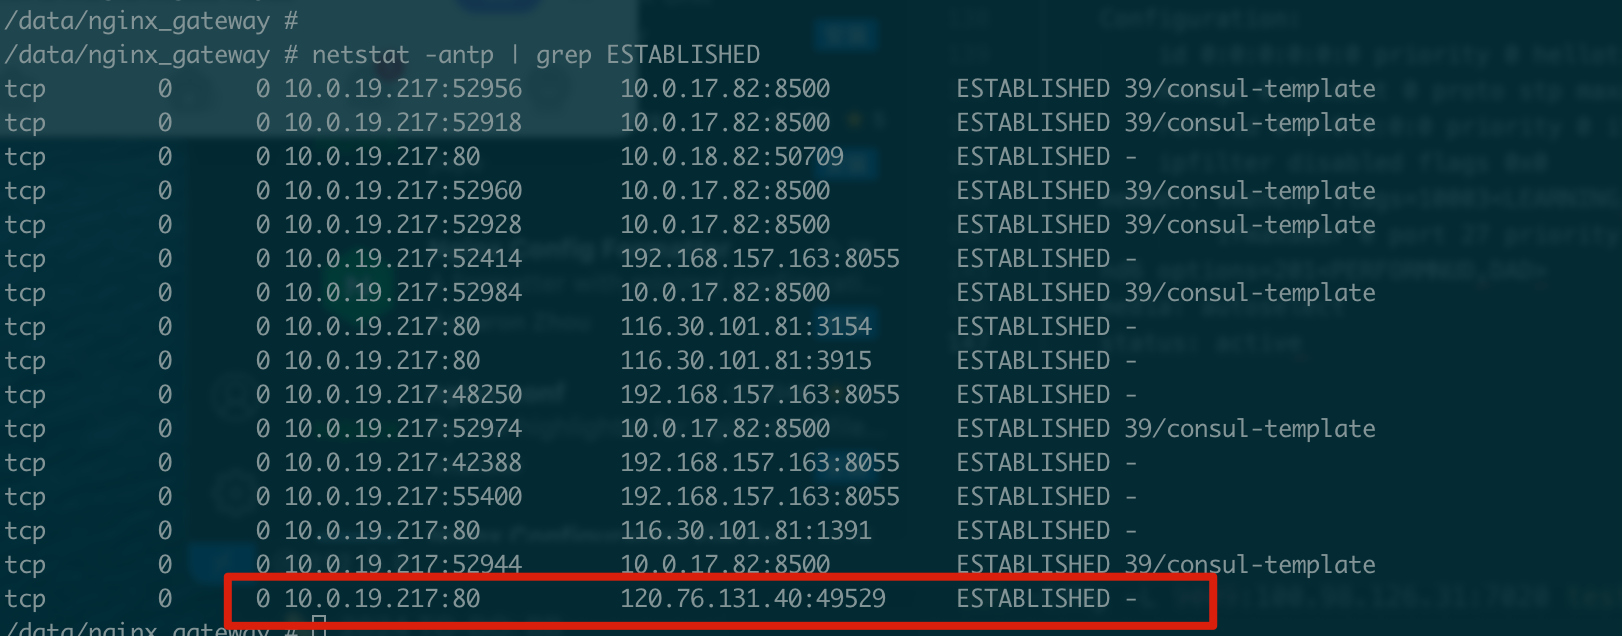 /data/nginx_gateway #
/data/nginx_gateway # netstat -antp | grep ESTABLISHED
tcp 0 0 10.0.19.217:52956 10.0.17.82:8500 ESTABLISHED 39/consul-template
tcp 0 0 10.0.19.217:52918 10.0.17.82:8500 ESTABLISHED 39/consul-template
tcp 0 0 10.0.19.217:80 10.0.18.82:50709 ESTABLISHED -
tcp 0 0 10.0.19.217:52960 10.0.17.82:8500 ESTABLISHED 39/consul-template
tcp 0 0 10.0.19.217:52928 10.0.17.82:8500 ESTABLISHED 39/consul-template
tcp 0 0 10.0.19.217:52414 192.168.157.163:8055 ESTABLISHED -
tcp 0 0 10.0.19.217:52984 10.0.17.82:8500 ESTABLISHED 39/consul-template
tcp 0 0 10.0.19.217:80 116.30.101.81:3154 ESTABLISHED -
tcp 0 0 10.0.19.217:80 116.30.101.81:3915 ESTABLISHED -
tcp 0 0 10.0.19.217:48250 192.168.157.163:8055 ESTABLISHED -
tcp 0 0 10.0.19.217:52974 10.0.17.82:8500 ESTABLISHED 39/consul-template
tcp 0 0 10.0.19.217:42388 192.168.157.163:8055 ESTABLISHED -
tcp 0 0 10.0.19.217:55400 192.168.157.163:8055 ESTABLISHED -
tcp 0 0 10.0.19.217:80 116.30.101.81:1391 ESTABLISHED -
tcp 0 0 10.0.19.217:52944 10.0.17.82:8500 ESTABLISHED 39/consul-template
tcp 0 0 10.0.19.217:80 120.76.131.40:49529 ESTABLISHED -
/data/nginx_gateway #